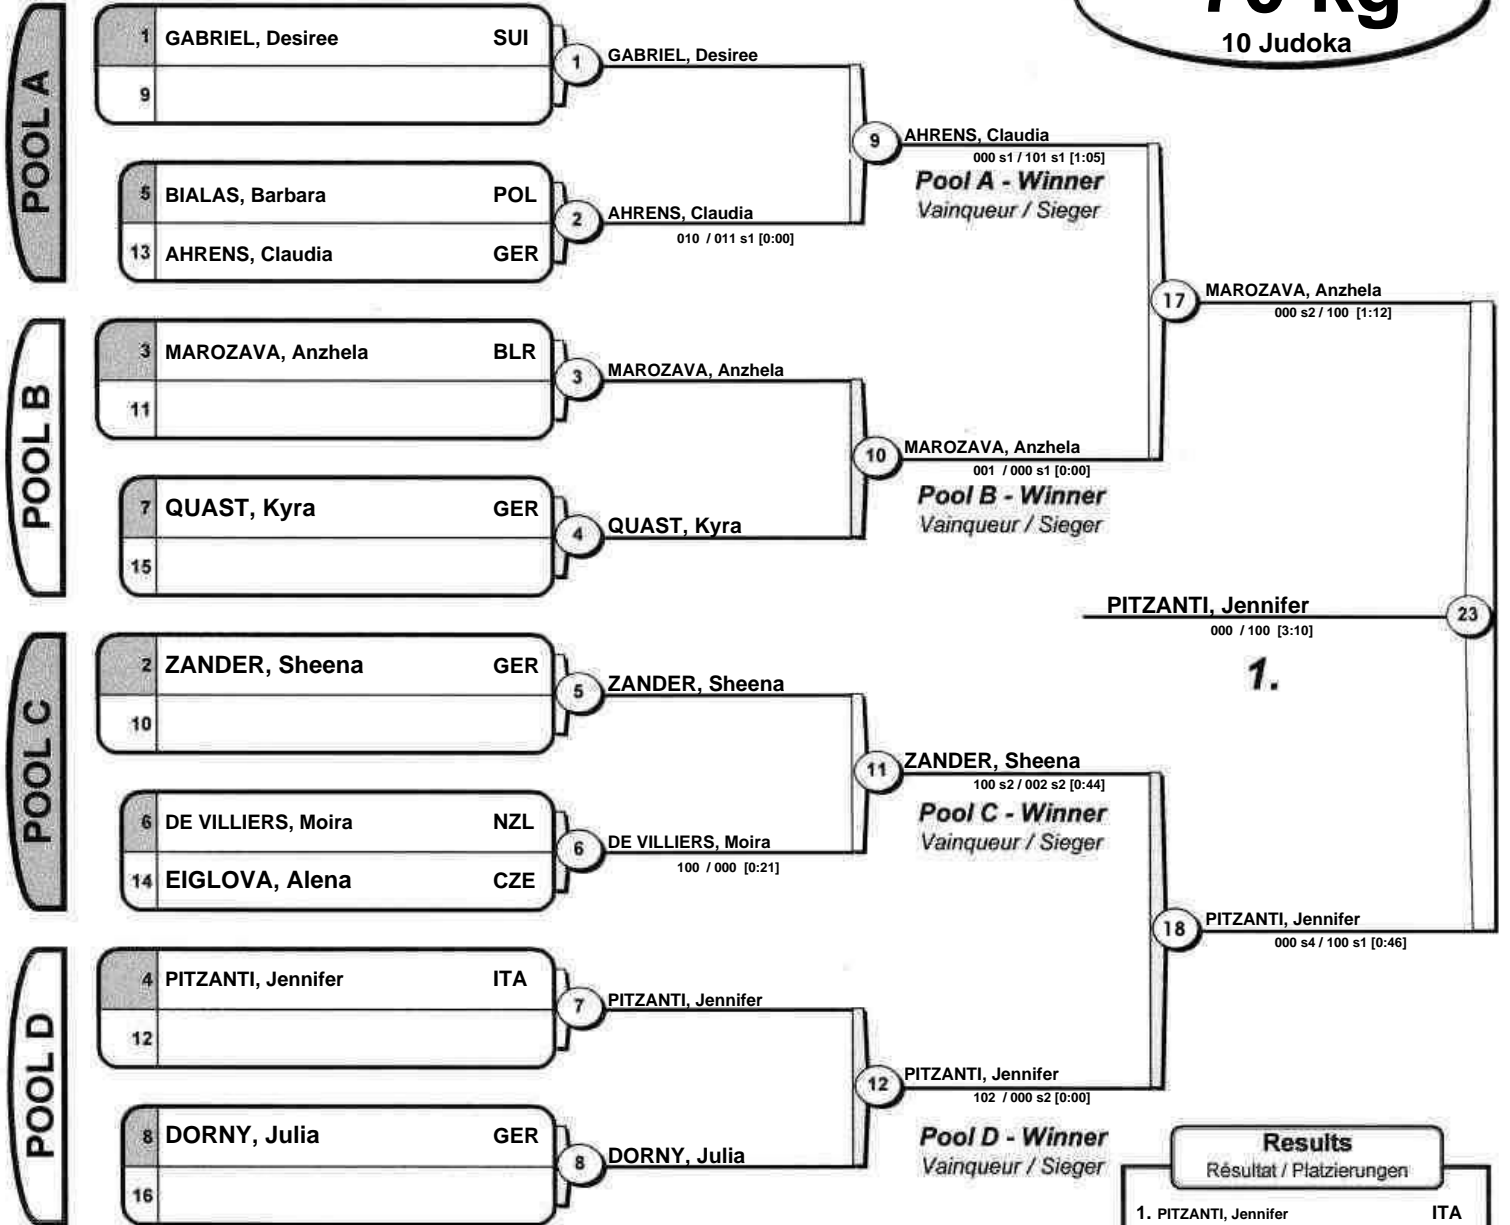 10 Judoka
POOL A
1 GABRIEL, Desiree SUI
9
1
GABRIEL, Desiree
5 BIALAS, Barbara POL
13 AHRENS, Claudia GER
2
AHRENS, Claudia
010 / 011 s1 [0:00]
9
AHRENS, Claudia
000 s1 / 101 s1 [1:05]
Pool A - Winner
Vainqueur / Sieger
POOL B
3 MAROZAVA, Anzhela BLR
11
3
MAROZAVA, Anzhela
7 QUAST, Kyra GER
15
4
QUAST, Kyra
10
MAROZAVA, Anzhela
001 / 000 s1 [0:00]
Pool B - Winner
Vainqueur / Sieger
17
MAROZAVA, Anzhela
000 s2 / 100 [1:12]
PITZANTI, Jennifer
000 / 100 [3:10]
23
1.
POOL C
2 ZANDER, Sheena GER
10
5
ZANDER, Sheena
6 DE VILLIERS, Moira NZL
14 EIGLOVA, Alena CZE
6
DE VILLIERS, Moira
100 / 000 [0:21]
11
ZANDER, Sheena
100 s2 / 002 s2 [0:44]
Pool C - Winner
Vainqueur / Sieger
18
PITZANTI, Jennifer
000 s4 / 100 s1 [0:46]
POOL D
4 PITZANTI, Jennifer ITA
12
7
PITZANTI, Jennifer
8 DORNY, Julia GER
16
8
DORNY, Julia
12
PITZANTI, Jennifer
102 / 000 s2 [0:00]
Pool D - Winner
Vainqueur / Sieger
Results
Résultat / Platzierungen
1. PITZANTI, Jennifer ITA